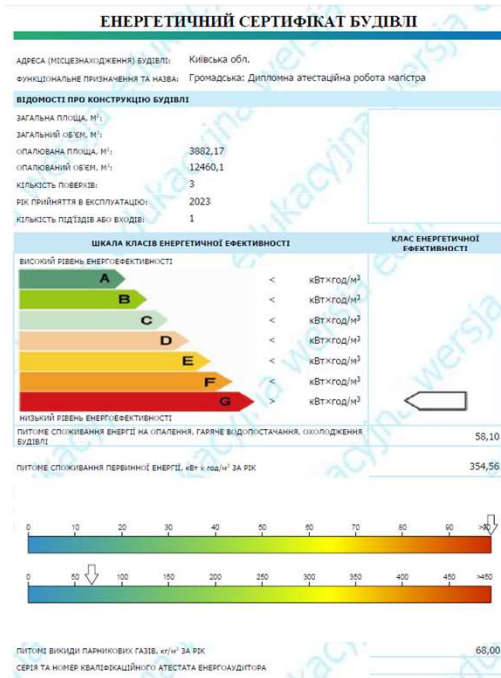 ЕНЕРГЕТИЧНИЙ СЕРТИФІКАТ БУДІВЛІ
АДРЕСА (МІСЦЕЗНАХОДЖЕННЯ) БУДІВЛІ: Київська обл.
ФУНКЦІОНАЛЬНЕ ПРИЗНАЧЕННЯ ТА НАЗВА: Громадська: Дипломна атестаційна робота магістра
ВІДОМОСТІ ПРО КОНСТРУКЦІЮ БУДІВЛІ
ЗАГАЛЬНА ПЛОЩА, М²:
ЗАГАЛЬНИЙ ОБ'ЄМ, М³:
ОПАЛЮВАНА ПЛОЩА, М²: 3882,17
ОПАЛЮВАНИЙ ОБ'ЄМ, М³: 12460,1
КІЛЬКІСТЬ ПОВЕРХІВ: 3
РІК ПРИЙНЯТТЯ В ЕКСПЛУАТАЦІЮ: 2023
КІЛЬКІСТЬ ПІД'ЇЗДІВ АБО ВХОДІВ: 1
ШКАЛА КЛАСІВ ЕНЕРГЕТИЧНОЇ ЕФЕКТИВНОСТІ
КЛАС ЕНЕРГЕТИЧНОЇ
ЕФЕКТИВНОСТІ
ВИСОКИЙ РІВЕНЬ ЕНЕРГОЕФЕКТИВНОСТІ
A < кВт×год/м³
B < кВт×год/м³
C < кВт×год/м³
D < кВт×год/м³
E < кВт×год/м³
F < кВт×год/м³
G > кВт×год/м³
НИЗЬКИЙ РІВЕНЬ ЕНЕРГОЕФЕКТИВНОСТІ
ПИТОМЕ СПОЖИВАННЯ ЕНЕРГІЇ НА ОПАЛЕННЯ, ГАРЯЧЕ ВОДОПОСТАЧАННЯ, ОХОЛОДЖЕННЯ
БУДІВЛІ 58,10
ПИТОМЕ СПОЖИВАННЯ ПЕРВИННОЇ ЕНЕРГІЇ, кВт х год/м² ЗА РІК 354,56
0 10 20 30 40 50 60 70 80 90
0 50 100 150 200 250 300 350 400 450 >450
ПИТОМІ ВИКИДИ ПАРНИКОВИХ ГАЗІВ, кг/м² ЗА РІК 68,00
СЕРІЯ ТА НОМЕР КВАЛІФІКАЦІЙНОГО АТЕСТАТА ЕНЕРГОАУДИТОРА
edukacyjna wersja